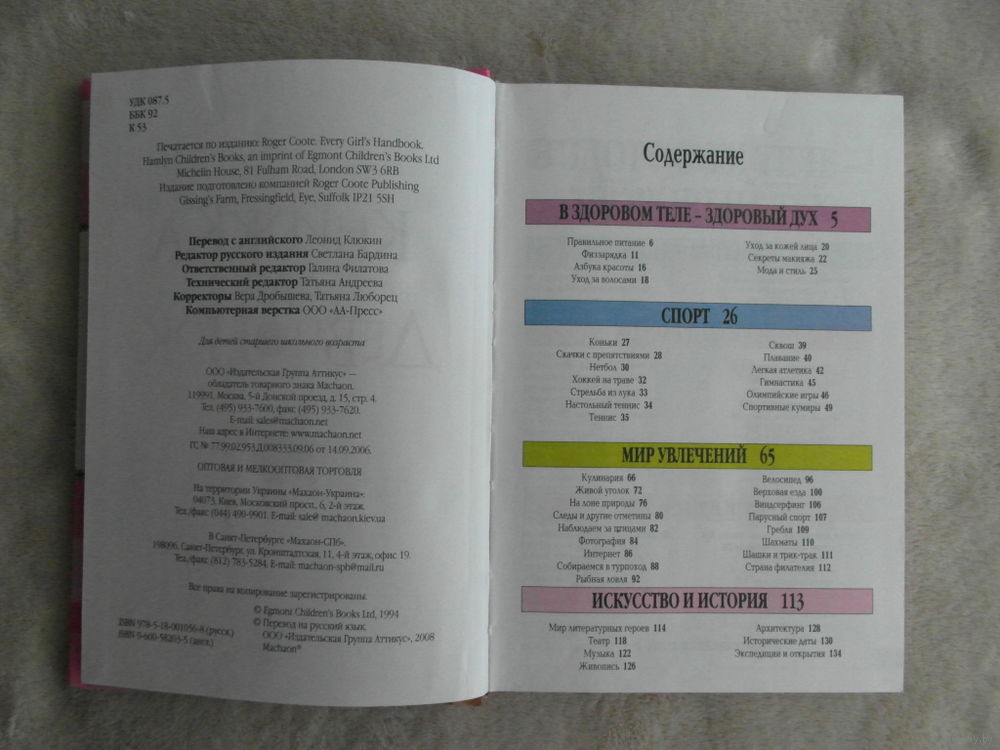 УДК 087.5
ББК 92
К 53
Печатается по изданию: Roger Coote. Every Girl's Handbook,
Hamlyn Children's Books, an imprint of Egmont Children's Books Ltd
Michelin House, 81 Fulham Road, London SW3 6RB
Издание подготовлено компанией Roger Coote Publishing
Gissing's Farm, Fressingfield, Eye, Suffolk IP21 5SH
Перевод с английского Леонид Клюкин
Редактор русского издания Светлана Бардина
Ответственный редактор Галина Филатова
Технический редактор Татьяна Андреева
Корректоры Вера Дробышева, Татьяна Люборец
Компьютерная верстка ООО «АА-Пресс»
Для детей старшего школьного возраста
ООО «Издательская Группа Аттикус» —
обладатель товарного знака Machaon.
119991, Москва, 5-й Донской проезд, д. 15, стр. 4.
Тел. (495) 933-7600, факс (495) 933-7620.
E-mail: sales@machaon.net
Наш адрес в Интернете: www.machaon.net
ГС № 77.99.02.953.Д.008333.09.06 от 14.09.2006.
ОПТОВАЯ И МЕЛКООПТОВАЯ ТОРГОВЛЯ
На территории Украины «Махаон-Украина»:
04073, Киев, Московский просп., 6, 2-й этаж.
Тел./факс (044) 490-9901. E-mail: sale@ machaon.kiev.ua
В Санкт-Петербурге «Махаон-СПб»:
198096, Санкт-Петербург, ул. Кронштадтская, 11, 4-й этаж, офис 19.
Тел./факс (812) 783-5284. E-mail: machaon-spb@mail.ru
Все права на копирование зарегистрированы.
© Egmont Children's Books Ltd, 1994
© Перевод на русский язык.
ООО «Издательская Группа Аттикус», 2008
Machaon®
ISBN 978-5-18-001056-8 (русск.)
ISBN 0-600-58203-5 (англ.)
Содержание
В ЗДОРОВОМ ТЕЛЕ – ЗДОРОВЫЙ ДУХ 5
Правильное питание 6
Физзарядка 11
Азбука красоты 16
Уход за волосами 18
Уход за кожей лица 20
Секреты макияжа 22
Мода и стиль 25
СПОРТ 26
Коньки 27
Скачки с препятствиями 28
Нетбол 30
Хоккей на траве 32
Стрельба из лука 33
Настольный теннис 34
Теннис 35
Сквош 39
Плавание 40
Легкая атлетика 42
Гимнастика 45
Олимпийские игры 46
Спортивные кумиры 49
МИР УВЛЕЧЕНИЙ 65
Кулинария 66
Живой уголок 72
На лоне природы 76
Следы и другие отметины 80
Наблюдаем за птицами 82
Фотография 84
Интернет 86
Собираемся в турпоход 88
Рыбная ловля 92
Велосипед 96
Верховая езда 100
Виндсерфинг 106
Парусный спорт 107
Гребля 109
Шахматы 110
Шашки и трик-трак 111
Страна филателия 112
ИСКУССТВО И ИСТОРИЯ 113
Мир литературных героев 114
Театр 118
Музыка 122
Живопись 126
Архитектура 128
Исторические даты 130
Экспедиции и открытия 134